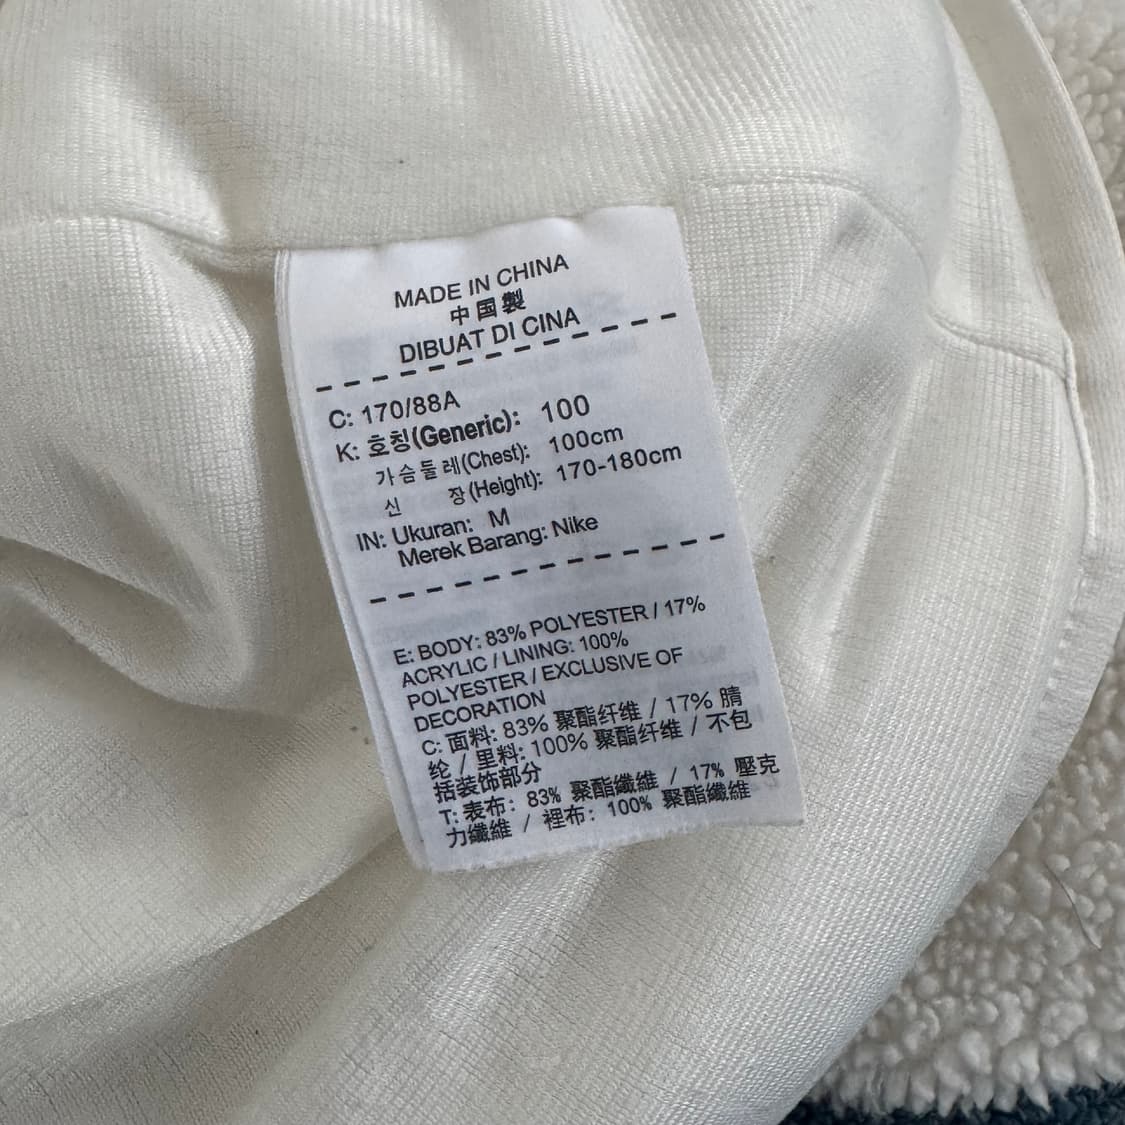 MADE IN CHINA
中国製
DIBUAT DI CINA
C: 170/88A
K: 호칭(Generic): 100
가슴둘레(Chest): 100cm
신 장(Height): 170-180cm
IN: Ukuran: M
Merek Barang: Nike
E: BODY: 83% POLYESTER / 17%
ACRYLIC / LINING: 100%
POLYESTER / EXCLUSIVE OF
DECORATION
C: 面料: 83% 聚酯纤维 / 17% 腈
纶 / 里料: 100% 聚酯纤维 / 不包
括装饰部分
T: 表布: 83% 聚酯纖維 / 17% 壓克
力纖維 / 裡布: 100% 聚酯纖維